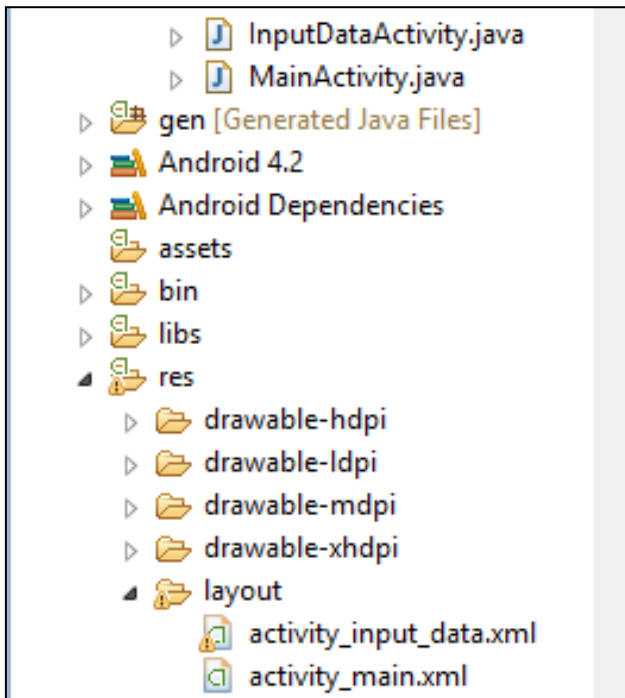 InputDataActivity.java
MainActivity.java
gen [Generated Java Files]
Android 4.2
Android Dependencies
assets
bin
libs
res
drawable-hdpi
drawable-ldpi
drawable-mdpi
drawable-xhdpi
layout
activity_input_data.xml
activity_main.xml